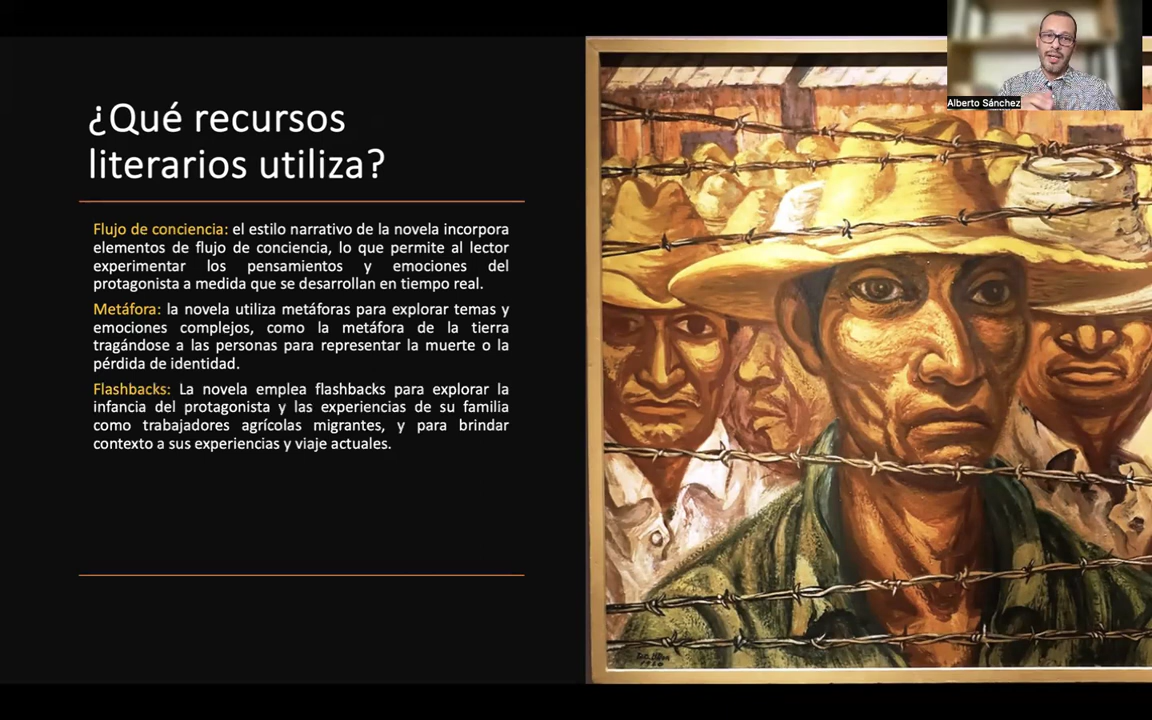 ¿Qué recursos
literarios utiliza?
Flujo de conciencia: el estilo narrativo de la novela incorpora
elementos de flujo de conciencia, lo que permite al lector
experimentar los pensamientos y emociones del
protagonista a medida que se desarrollan en tiempo real.
Metáfora: la novela utiliza metáforas para explorar temas y
emociones complejos, como la metáfora de la tierra
tragándose a las personas para representar la muerte o la
pérdida de identidad.
Flashbacks: La novela emplea flashbacks para explorar la
infancia del protagonista y las experiencias de su familia
como trabajadores agrícolas migrantes, y para brindar
contexto a sus experiencias y viaje actuales.
Alberto Sánchez